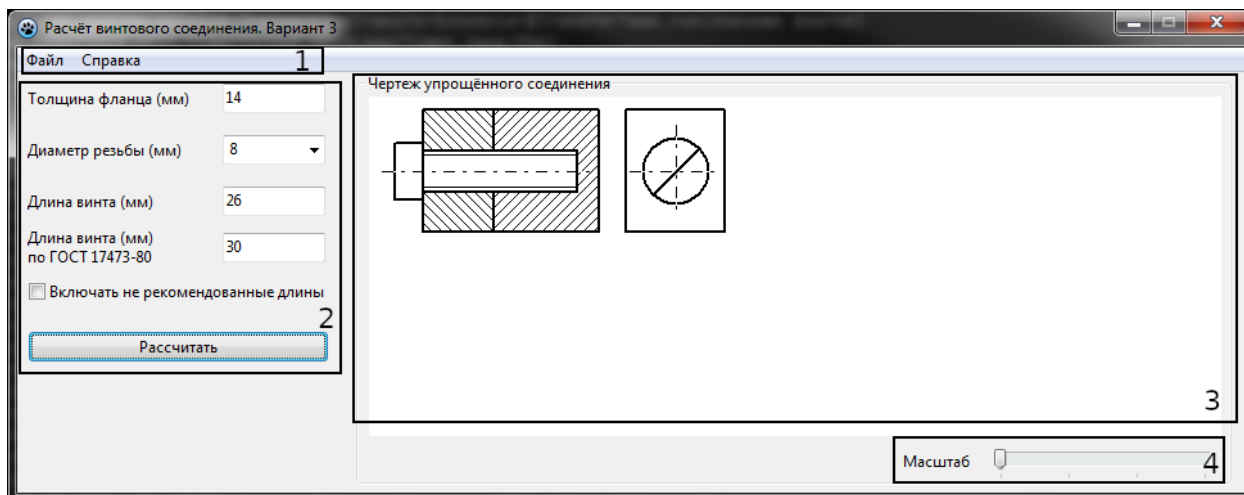 Расчёт винтового соединения. Вариант 3
Файл Справка 1
Толщина фланца (мм) 14
Диаметр резьбы (мм) 8
Длина винта (мм) 26
Длина винта (мм)
по ГОСТ 17473-80 30
Включать не рекомендованные длины
2
Рассчитать
Чертеж упрощённого соединения
3
Масштаб 4